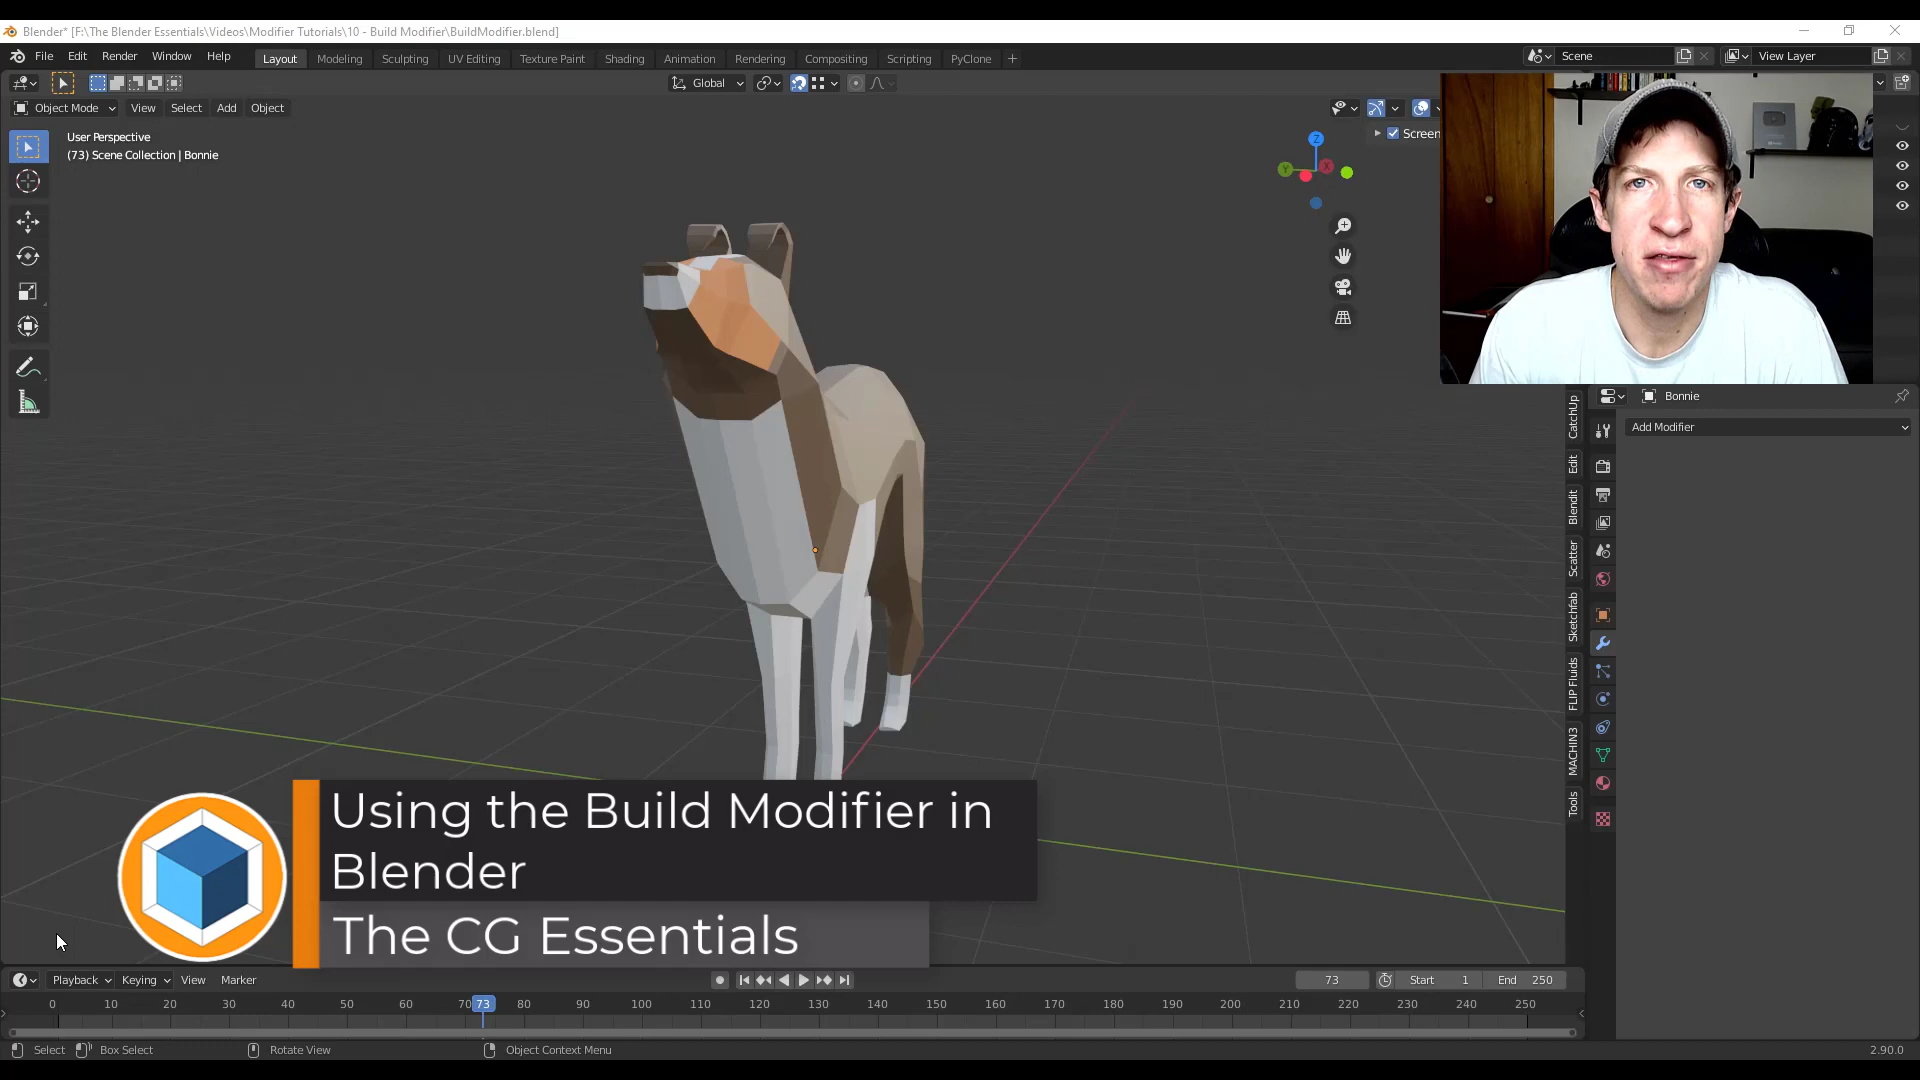 Blender* [F:\The Blender Essentials\Videos\Modifier Tutorials\10 - Build Modifier\BuildModifier.blend]
File Edit Render Window Help
Layout Modeling Sculpting UV Editing Texture Paint Shading Animation Rendering Compositing Scripting PyClone +
Scene
View Layer
Global
Object Mode View Select Add Object
User Perspective
(73) Scene Collection | Bonnie
Z
Y
X
Screen
Bonnie
Add Modifier
CatchUp
Edit
Blendit
Scatter
Sketchfab
FLIP Fluids
MACHIN3
Tools
Using the Build Modifier in
Blender
The CG Essentials
Playback Keying View Marker
73
Start 1
End 250
0 10 20 30 40 50 60 70 73 80 90 100 110 120 130 140 150 160 170 180 190 200 210 220 230 240 250
Select Box Select Rotate View Object Context Menu
2.90.0